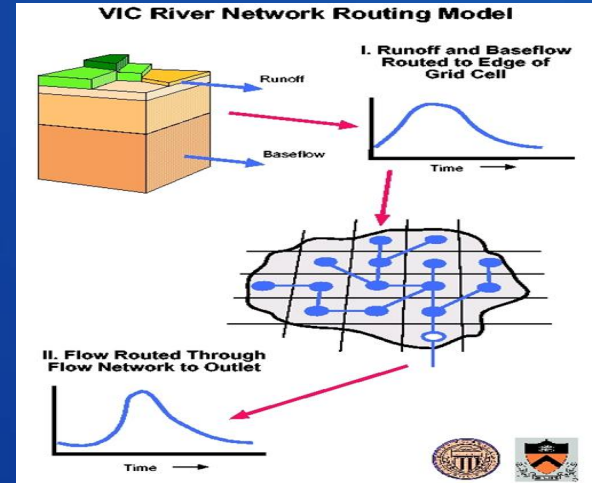 VIC River Network Routing Model
I. Runoff and Baseflow
Routed to Edge of
Grid Cell
Runoff
Baseflow
Time
II. Flow Routed Through
Flow Network to Outlet
Time